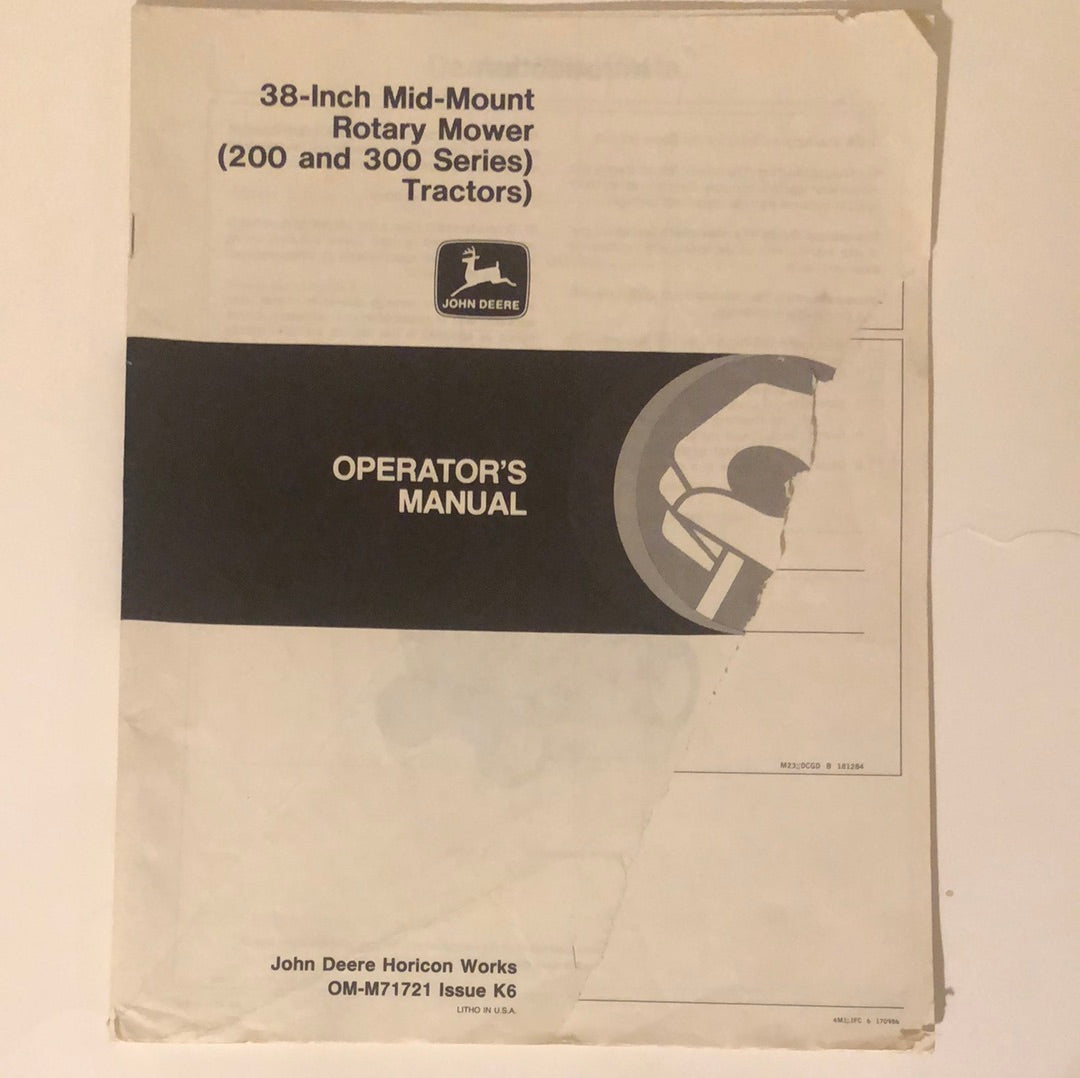 38-Inch Mid-Mount
Rotary Mower
(200 and 300 Series)
Tractors)
JOHN DEERE
OPERATOR'S
MANUAL
John Deere Horicon Works
OM-M71721 Issue K6
LITHO IN U.S.A.